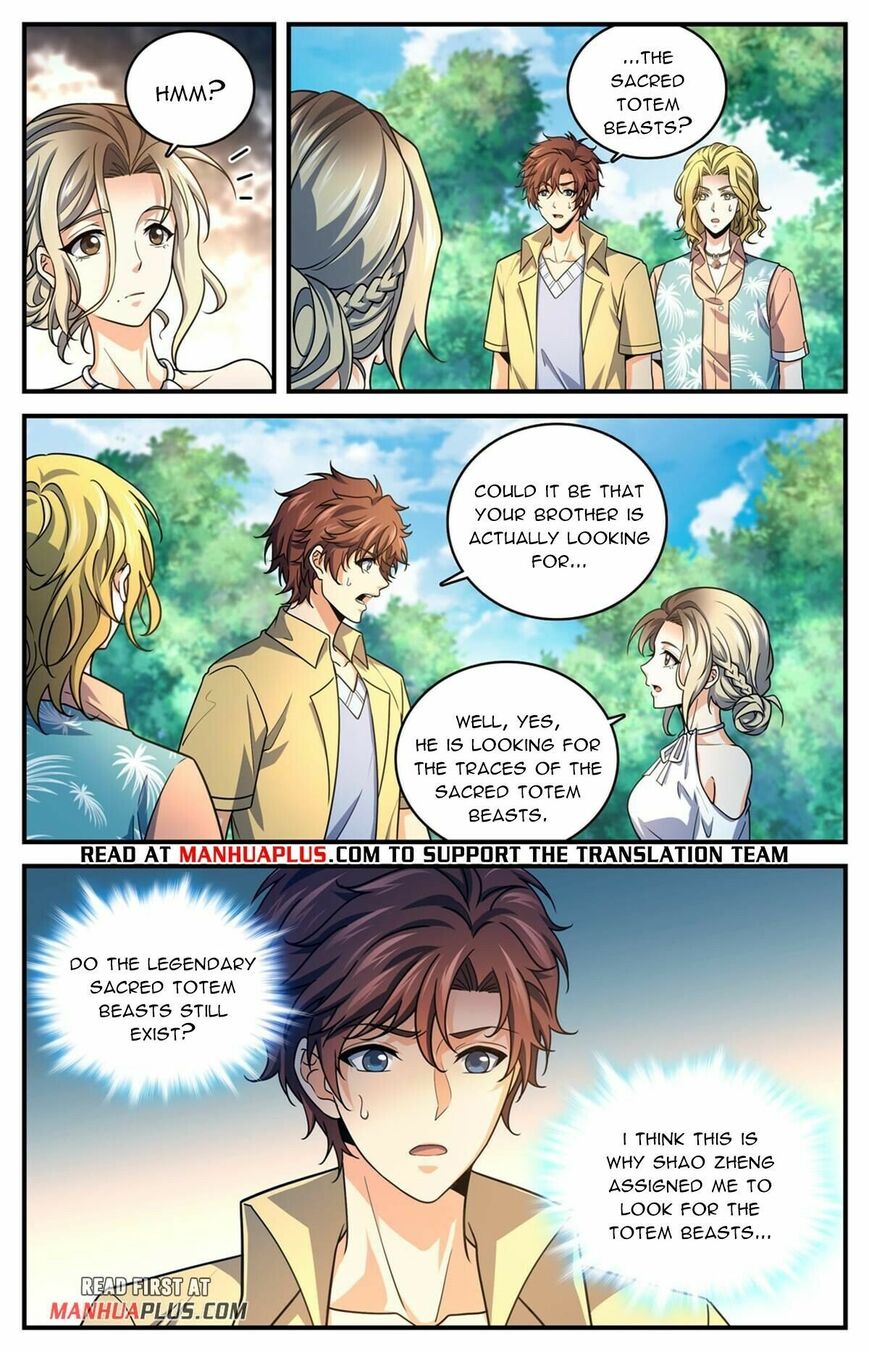 HMM?
...THE
SACRED
TOTEM
BEASTS?
COULD IT BE THAT
YOUR BROTHER IS
ACTUALLY LOOKING
FOR...
WELL, YES,
HE IS LOOKING FOR
THE TRACES OF THE
SACRED TOTEM
BEASTS.
READ AT MANHUAPLUS.COM TO SUPPORT THE TRANSLATION TEAM
DO THE LEGENDARY
SACRED TOTEM
BEASTS STILL
EXIST?
I THINK THIS IS
WHY SHAO ZHENG
ASSIGNED ME TO
LOOK FOR THE
TOTEM BEASTS...
READ FIRST AT
MANHUAPLUS.COM